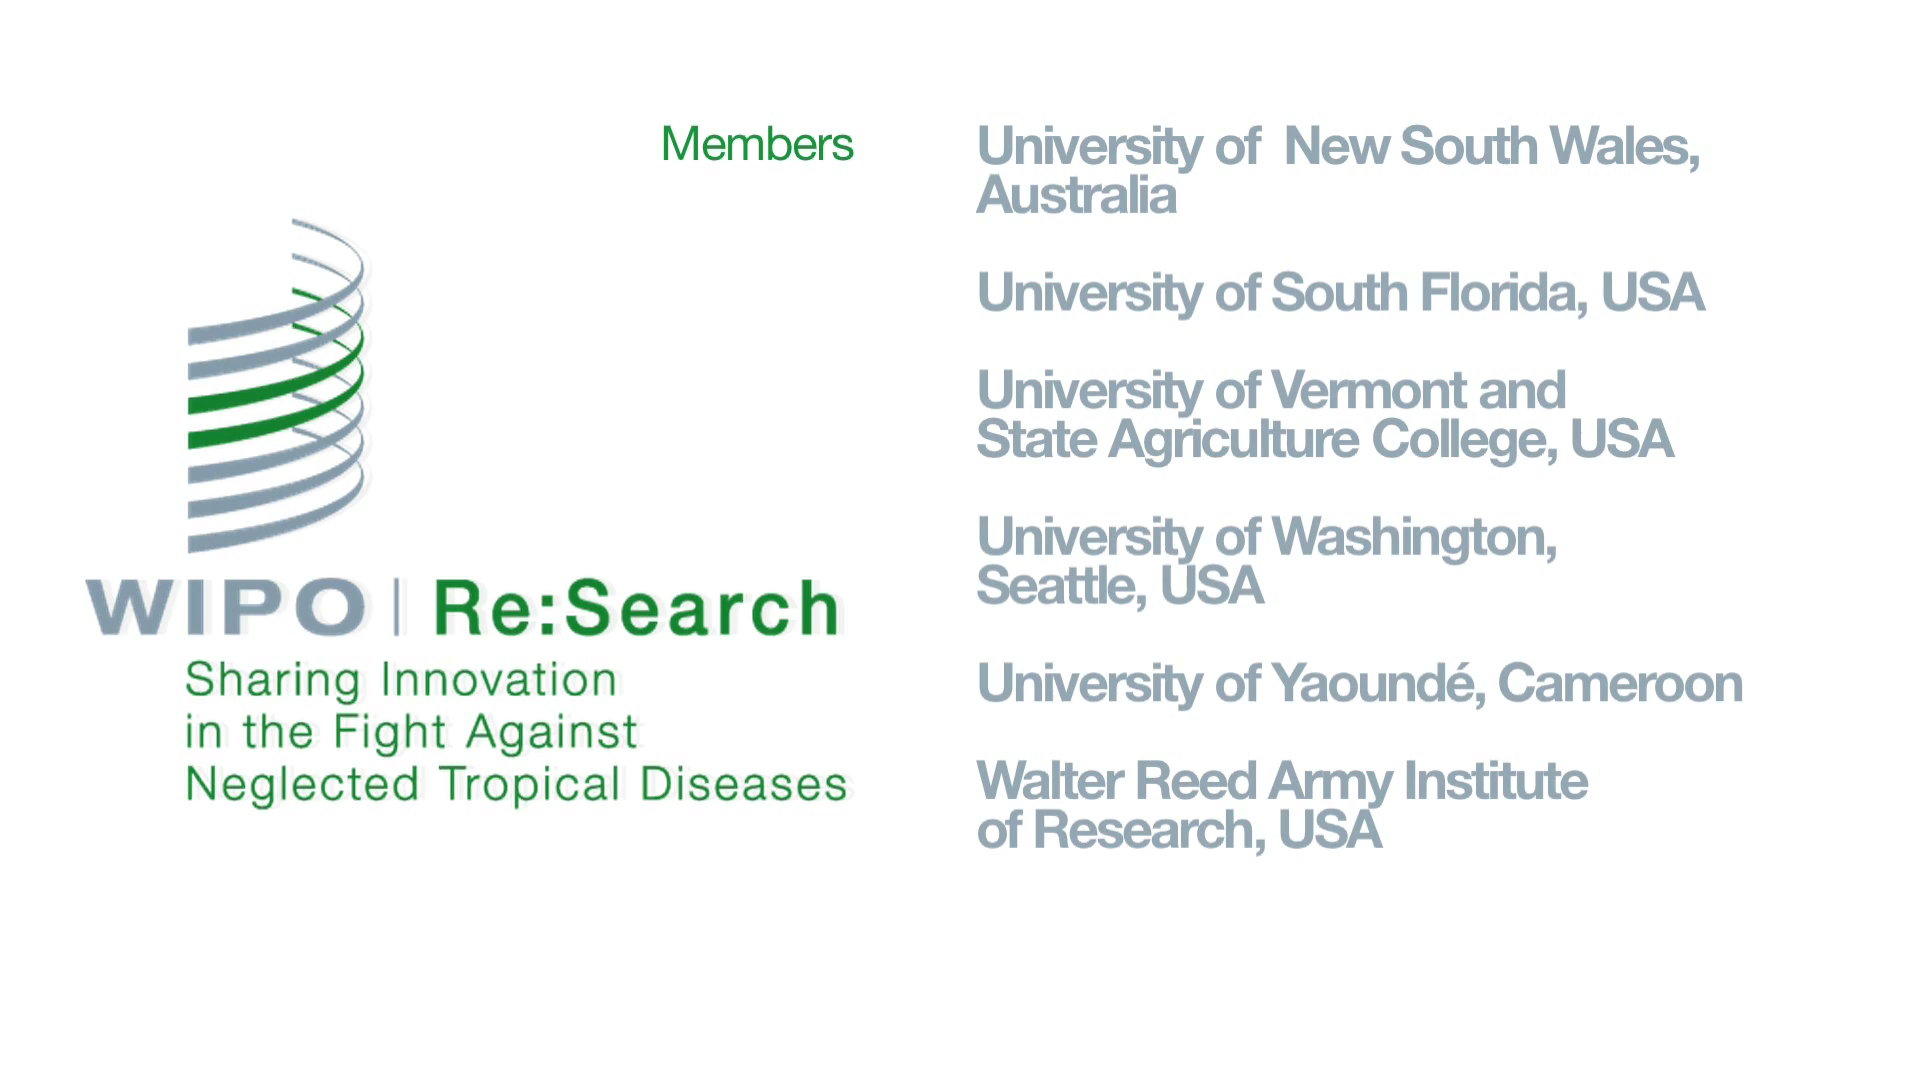 Members
University of  New South Wales,
Australia
University of South Florida, USA
University of Vermont and
State Agriculture College, USA
University of Washington,
Seattle, USA
University of Yaoundé, Cameroon
Walter Reed Army Institute
of Research, USA
WIPO | Re:Search
Sharing Innovation
in the Fight Against
Neglected Tropical Diseases